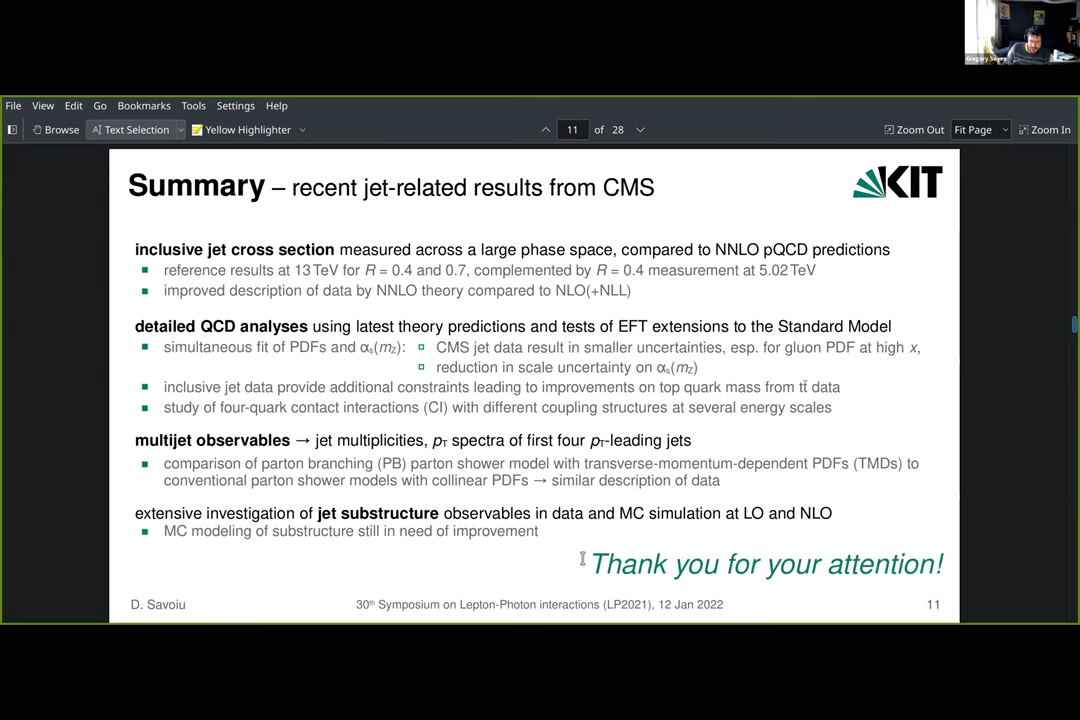 Gregory Soyez
File View Edit Go Bookmarks Tools Settings Help
Browse Text Selection Yellow Highlighter 11 of 28 Zoom Out Fit Page Zoom In
Summary – recent jet-related results from CMS
KIT
inclusive jet cross section measured across a large phase space, compared to NNLO pQCD predictions
reference results at 13 TeV for R = 0.4 and 0.7, complemented by R = 0.4 measurement at 5.02 TeV
improved description of data by NNLO theory compared to NLO(+NLL)
detailed QCD analyses using latest theory predictions and tests of EFT extensions to the Standard Model
simultaneous fit of PDFs and αs(mZ): CMS jet data result in smaller uncertainties, esp. for gluon PDF at high x,
reduction in scale uncertainty on αs(mZ)
inclusive jet data provide additional constraints leading to improvements on top quark mass from tt̄ data
study of four-quark contact interactions (CI) with different coupling structures at several energy scales
multijet observables → jet multiplicities, pT spectra of first four pT-leading jets
comparison of parton branching (PB) parton shower model with transverse-momentum-dependent PDFs (TMDs) to
conventional parton shower models with collinear PDFs → similar description of data
extensive investigation of jet substructure observables in data and MC simulation at LO and NLO
MC modeling of substructure still in need of improvement
Thank you for your attention!
D. Savoiu 30th Symposium on Lepton-Photon interactions (LP2021), 12 Jan 2022 11